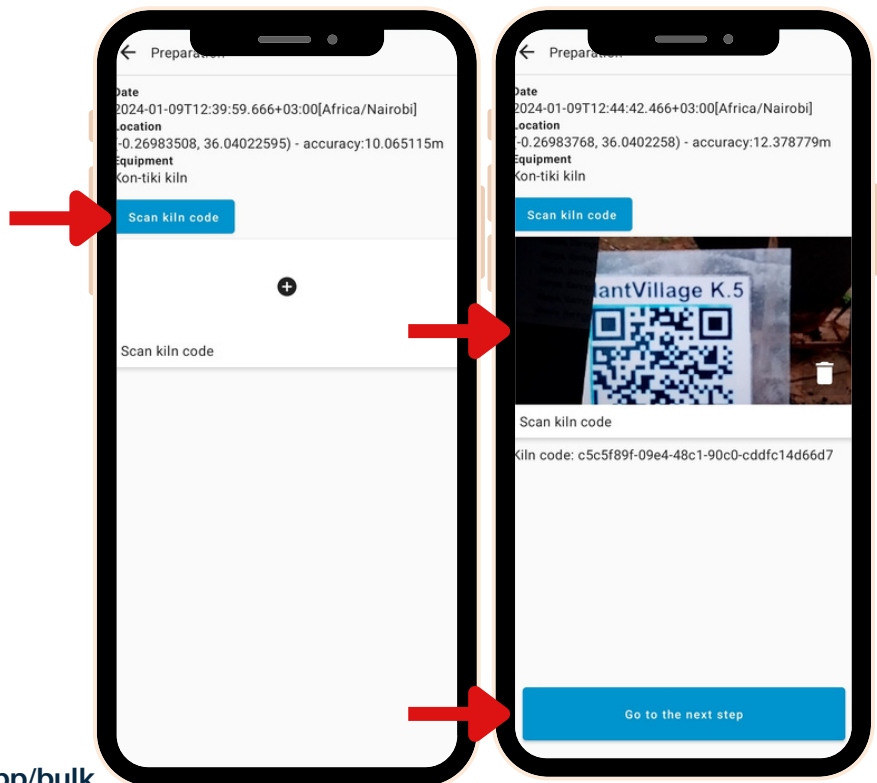 Preparation
Date
2024-01-09T12:39:59.666+03:00[Africa/Nairobi]
Location
(-0.26983508, 36.04022595) - accuracy:10.065115m
Equipment
Kon-tiki kiln
Scan kiln code
Scan kiln code
Preparation
Date
2024-01-09T12:44:42.466+03:00[Africa/Nairobi]
Location
(-0.26983768, 36.0402258) - accuracy:12.378779m
Equipment
Kon-tiki kiln
Scan kiln code
lantVillage K.5
Scan kiln code
Kiln code: c5c5f89f-09e4-48c1-90c0-cddfc14d66d7
Go to the next step
pp/bulk